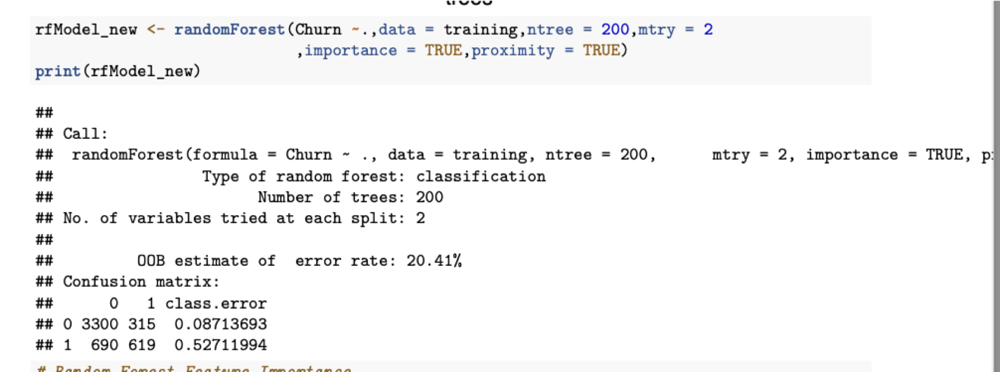 trees
rfModel_new <- randomForest(Churn ~.,data = training,ntree = 200,mtry = 2
,importance = TRUE,proximity = TRUE)
print(rfModel_new)
##
## Call:
## randomForest(formula = Churn ~ ., data = training, ntree = 200, mtry = 2, importance = TRUE, p
## Type of random forest: classification
## Number of trees: 200
## No. of variables tried at each split: 2
##
## OOB estimate of error rate: 20.41%
## Confusion matrix:
## 0 1 class.error
## 0 3300 315 0.08713693
## 1 690 619 0.52711994
# Random Forest Feature Importance